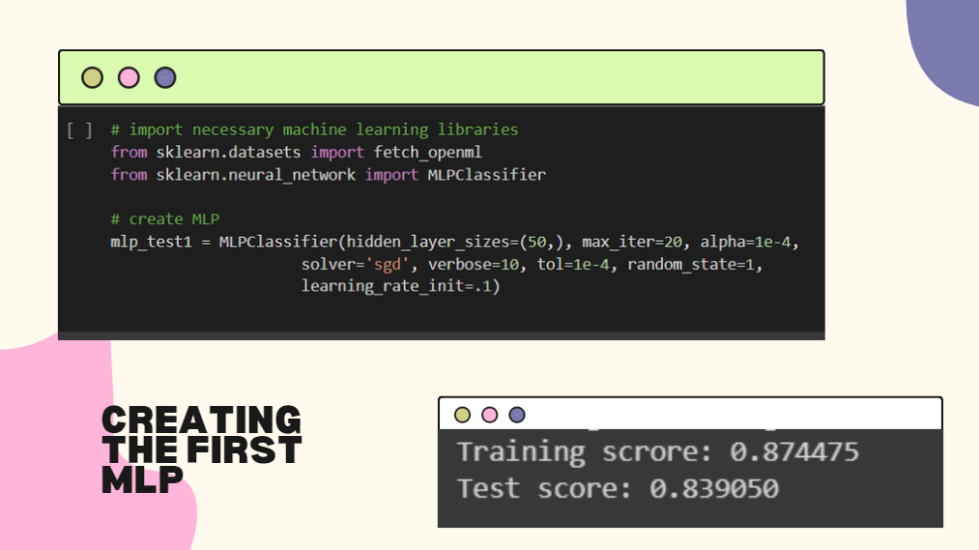 [ ] # import necessary machine learning libraries
from sklearn.datasets import fetch_openml
from sklearn.neural_network import MLPClassifier
# create MLP
mlp_test1 = MLPClassifier(hidden_layer_sizes=(50,), max_iter=20, alpha=1e-4,
solver='sgd', verbose=10, tol=1e-4, random_state=1,
learning_rate_init=.1)
CREATING
THE FIRST
MLP
Training scrore: 0.874475
Test score: 0.839050